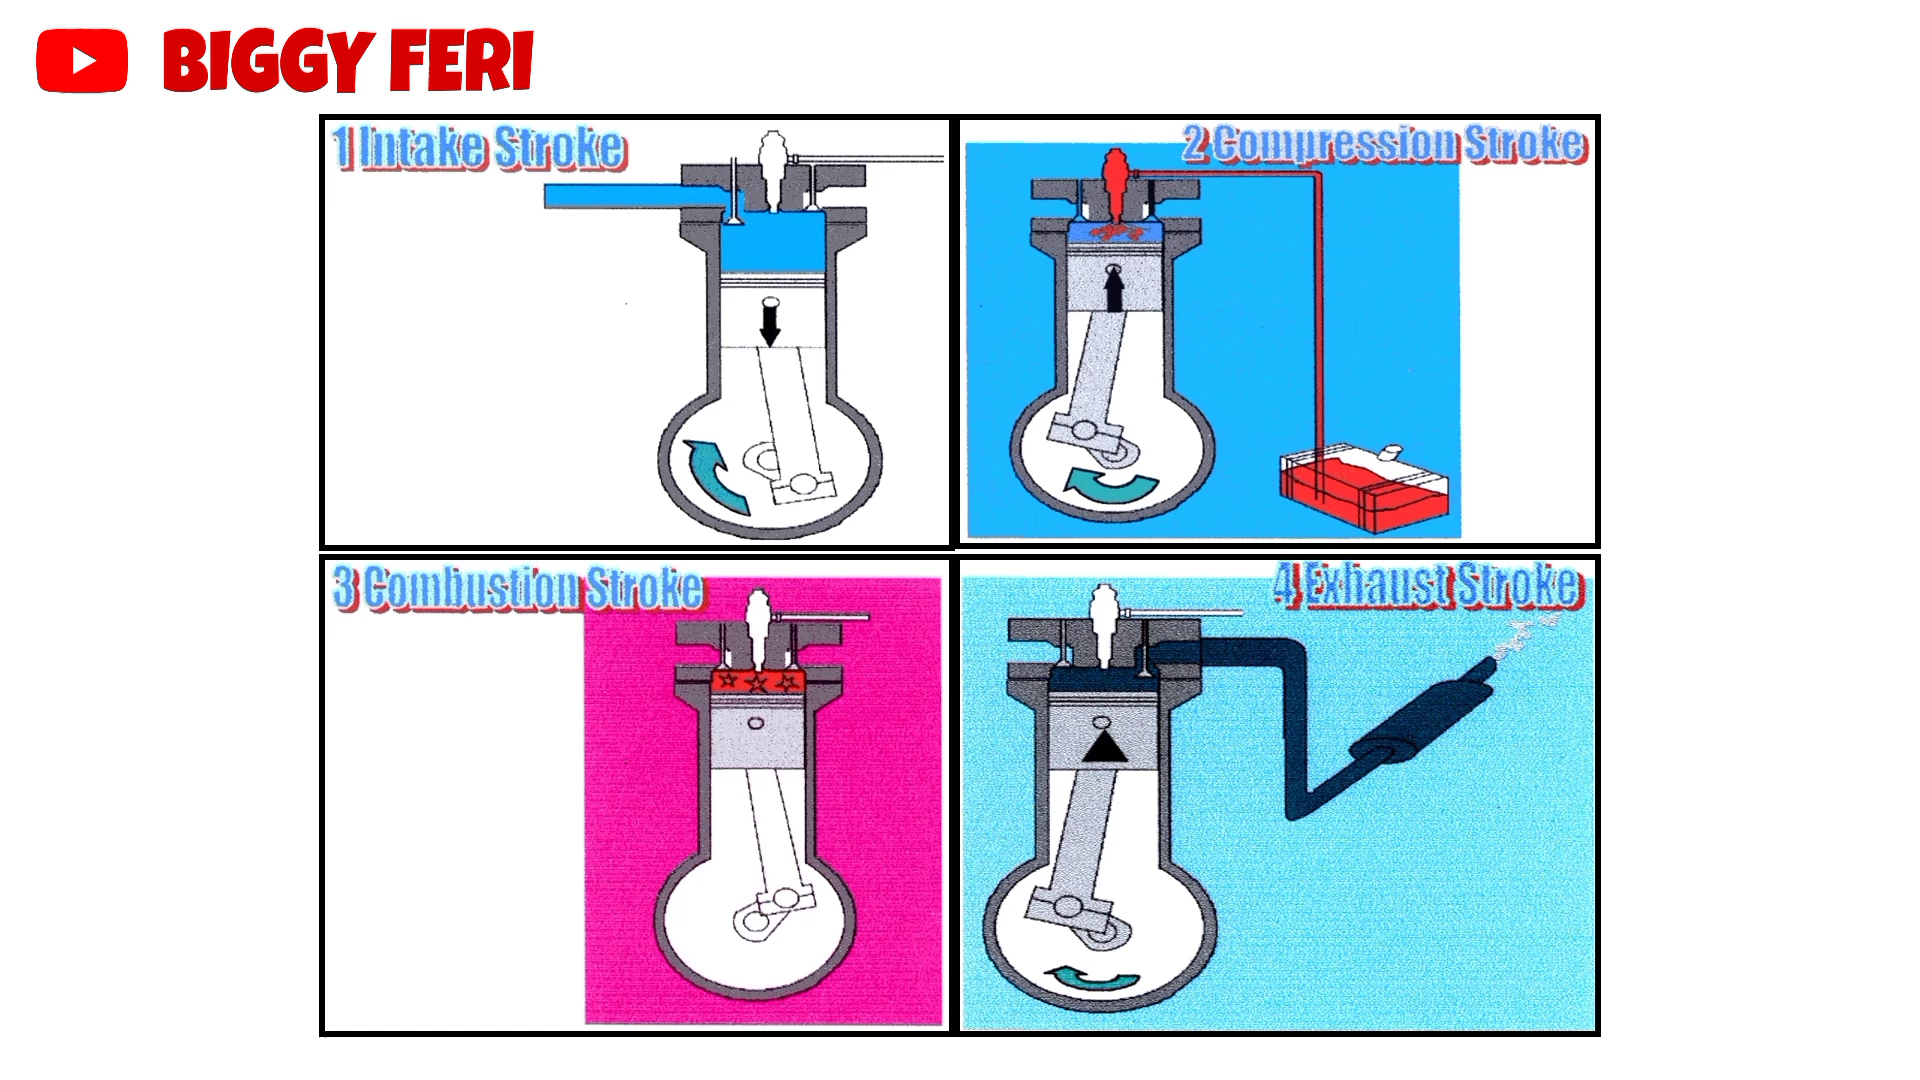 BIGGY FERI
1 Intake Stroke
2 Compression Stroke
3 Combustion Stroke
4 Exhaust Stroke